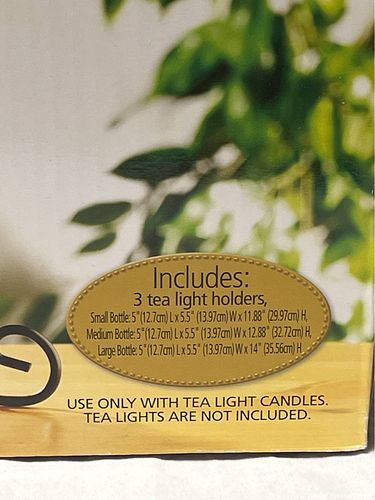 Includes:
3 tea light holders,
Small Bottle: 5"(12.7cm) L x 5.5" (13.97cm) W x 11.88" (29.97cm) H,
Medium Bottle: 5"(12.7cm) L x 5.5" (13.97cm) W x 12.88" (32.72cm) H,
Large Bottle: 5"(12.7cm) L x 5.5" (13.97cm) W x 14" (35.56cm) H.
USE ONLY WITH TEA LIGHT CANDLES.
TEA LIGHTS ARE NOT INCLUDED.